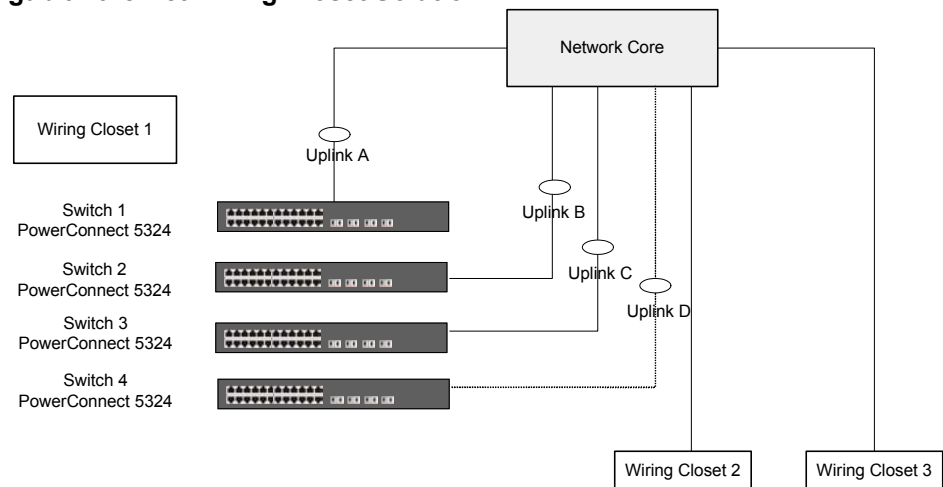 Network Core
Wiring Closet 1
Uplink A
Switch 1
PowerConnect 5324
Uplink B
Switch 2
PowerConnect 5324
Uplink C
Switch 3
PowerConnect 5324
Uplink D
Switch 4
PowerConnect 5324
Wiring Closet 2
Wiring Closet 3